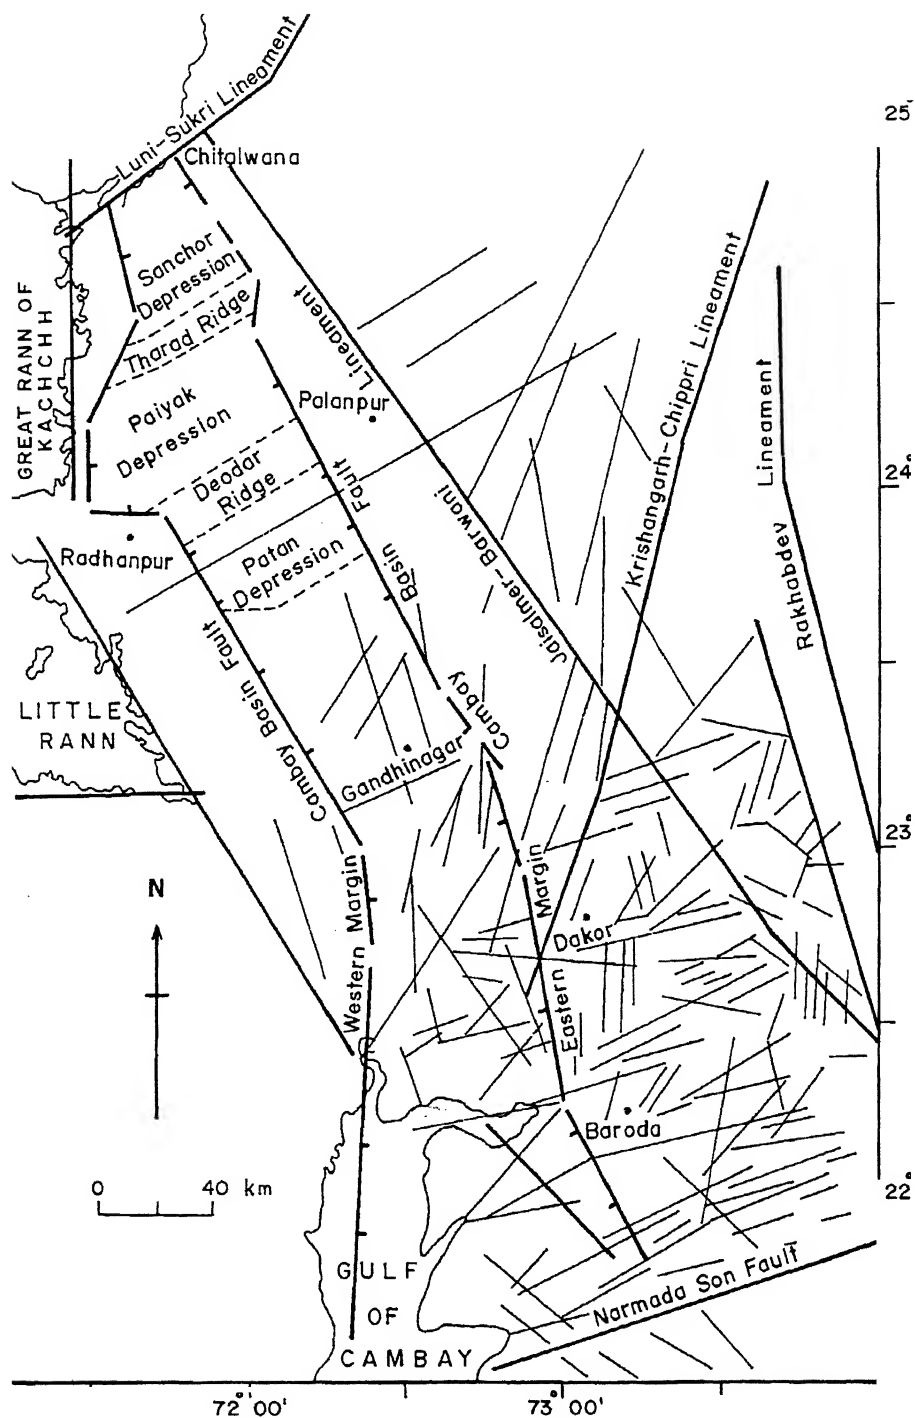 Luni-Sukri Lineament
25°
Chitalwana
Sanchor
Depression
Tharad Ridge
GREAT RANN OF
KACHCHH
Lineament
Krishangarh-Chippri Lineament
Paiyak
Depression
Palanpur
Lineament
24°
Deodar
Ridge
Fault
Jaisalmer-Barwani
Rakhabdev
Radhanpur
Patan
Depression
Basin
Cambay Basin Fault
Cambay
LITTLE
RANN
Gandhinagar
23°
N
Western Margin
Margin
Dakor
Eastern
Baroda
0 40 km
22°
GULF
OF
CAMBAY
Narmada Son Fault
72°00'
73°00'